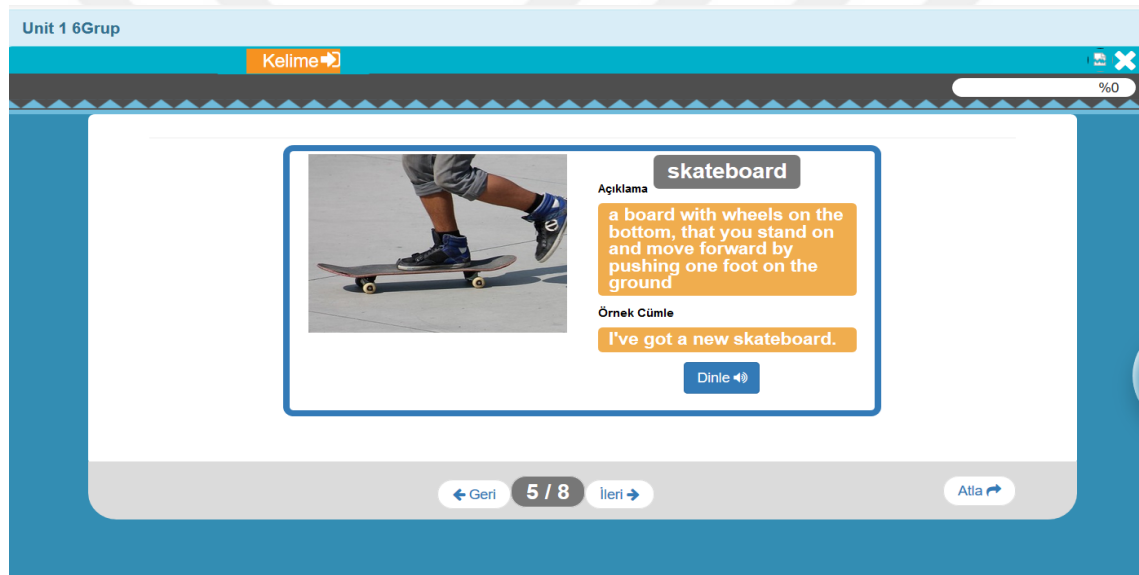 Unit 1 6Grup
Kelime
%0
skateboard
Açıklama
a board with wheels on the
bottom, that you stand on
and move forward by
pushing one foot on the
ground
Örnek Cümle
I've got a new skateboard.
Dinle
Geri
5 / 8
İleri
Atla